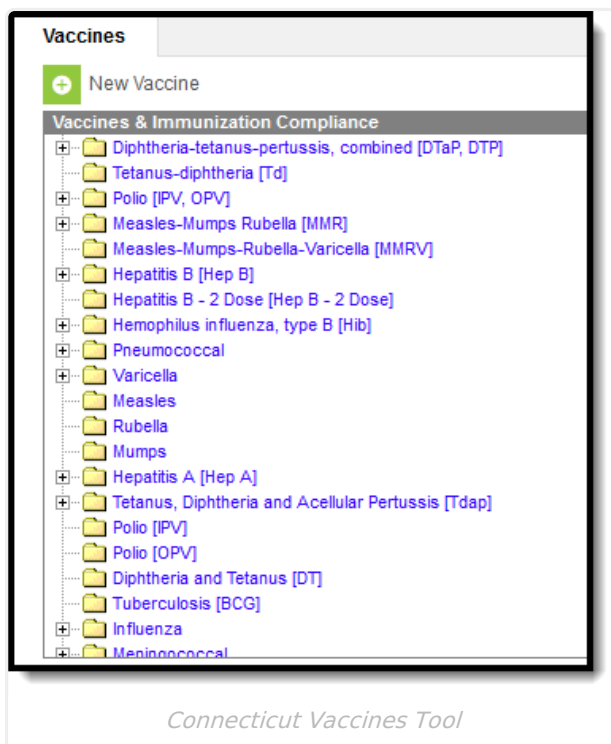 Vaccines
New Vaccine
Vaccines & Immunization Compliance
Diphtheria-tetanus-pertussis, combined [DTaP, DTP]
Tetanus-diphtheria [Td]
Polio [IPV, OPV]
Measles-Mumps Rubella [MMR]
Measles-Mumps-Rubella-Varicella [MMRV]
Hepatitis B [Hep B]
Hepatitis B - 2 Dose [Hep B - 2 Dose]
Hemophilus influenza, type B [Hib]
Pneumococcal
Varicella
Measles
Rubella
Mumps
Hepatitis A [Hep A]
Tetanus, Diphtheria and Acellular Pertussis [Tdap]
Polio [IPV]
Polio [OPV]
Diphtheria and Tetanus [DT]
Tuberculosis [BCG]
Influenza
Meningococcal
Connecticut Vaccines Tool